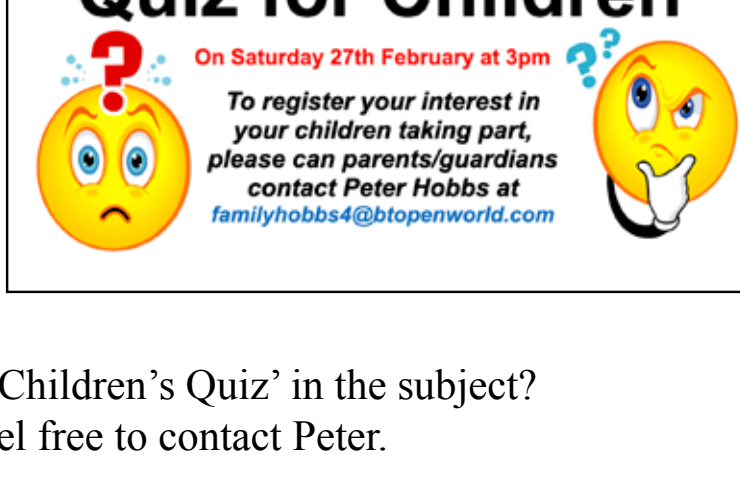 Quiz for Children
On Saturday 27th February at 3pm
To register your interest in
your children taking part,
please can parents/guardians
contact Peter Hobbs at
familyhobbs4@btopenworld.com
Children’s Quiz’ in the subject?
el free to contact Peter.